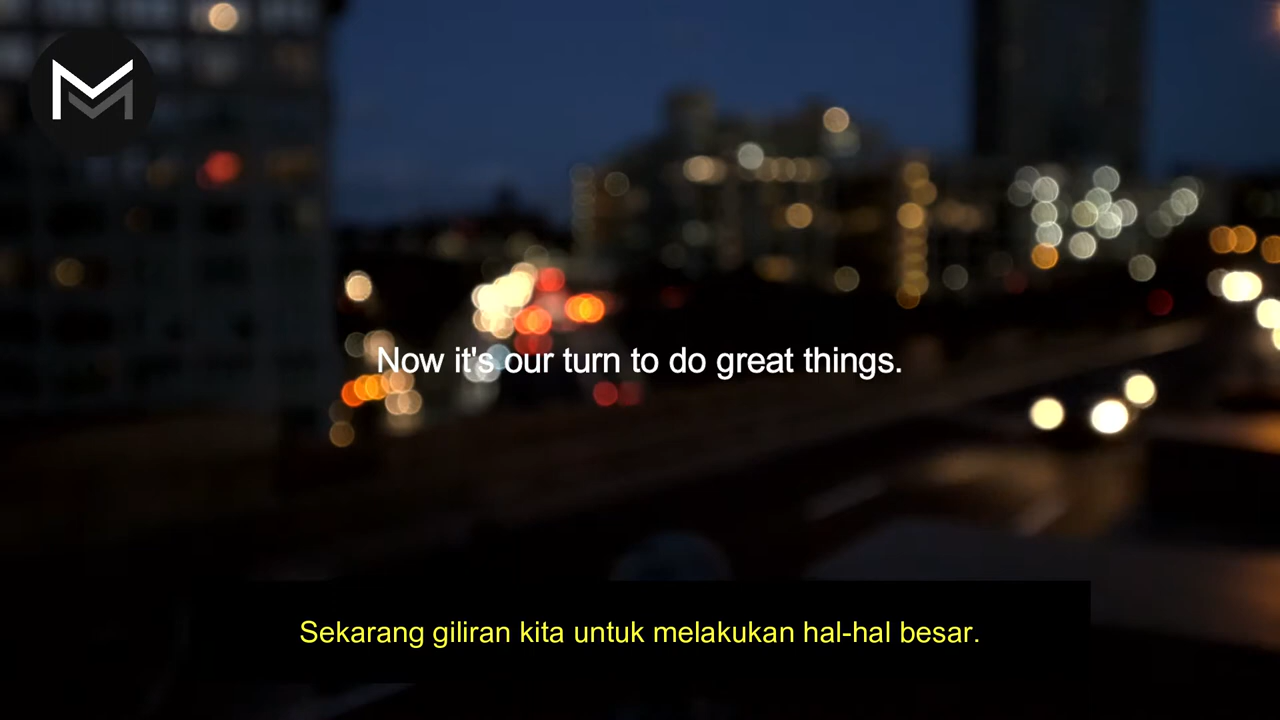 Now it's our turn to do great things.
Sekarang giliran kita untuk melakukan hal-hal besar.